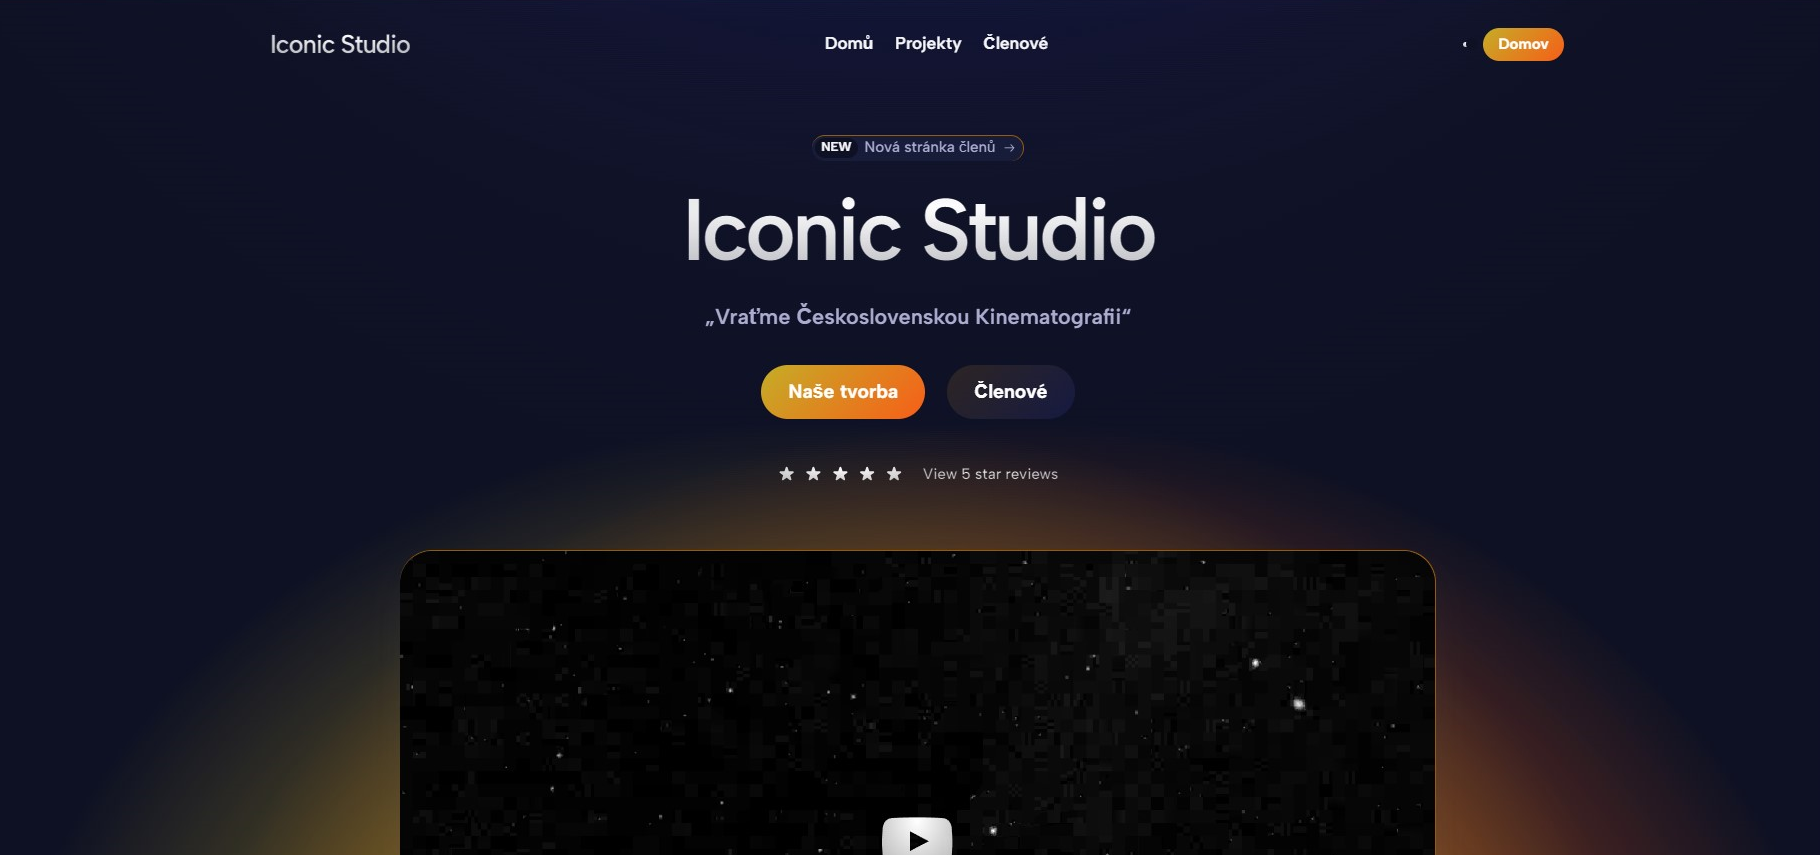 Iconic Studio
Domů Projekty Členové
Domov
NEW Nová stránka členů →
Iconic Studio
„Vraťme Československou Kinematografii“
Naše tvorba
Členové
View 5 star reviews